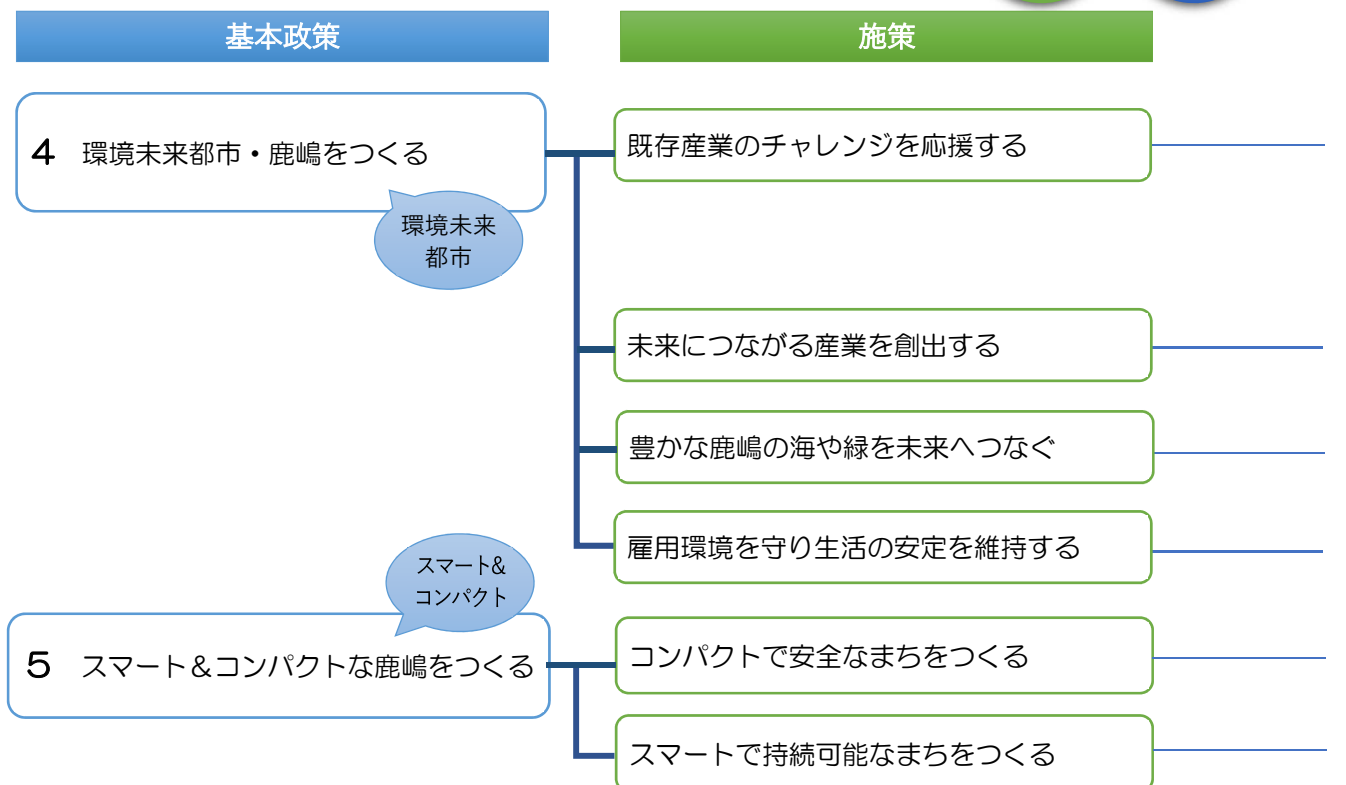 基本政策
施策
4 環境未来都市・鹿嶋をつくる
環境未来
都市
既存産業のチャレンジを応援する
未来につながる産業を創出する
豊かな鹿嶋の海や緑を未来へつなぐ
雇用環境を守り生活の安定を維持する
スマート&
コンパクト
5 スマート＆コンパクトな鹿嶋をつくる
コンパクトで安全なまちをつくる
スマートで持続可能なまちをつくる